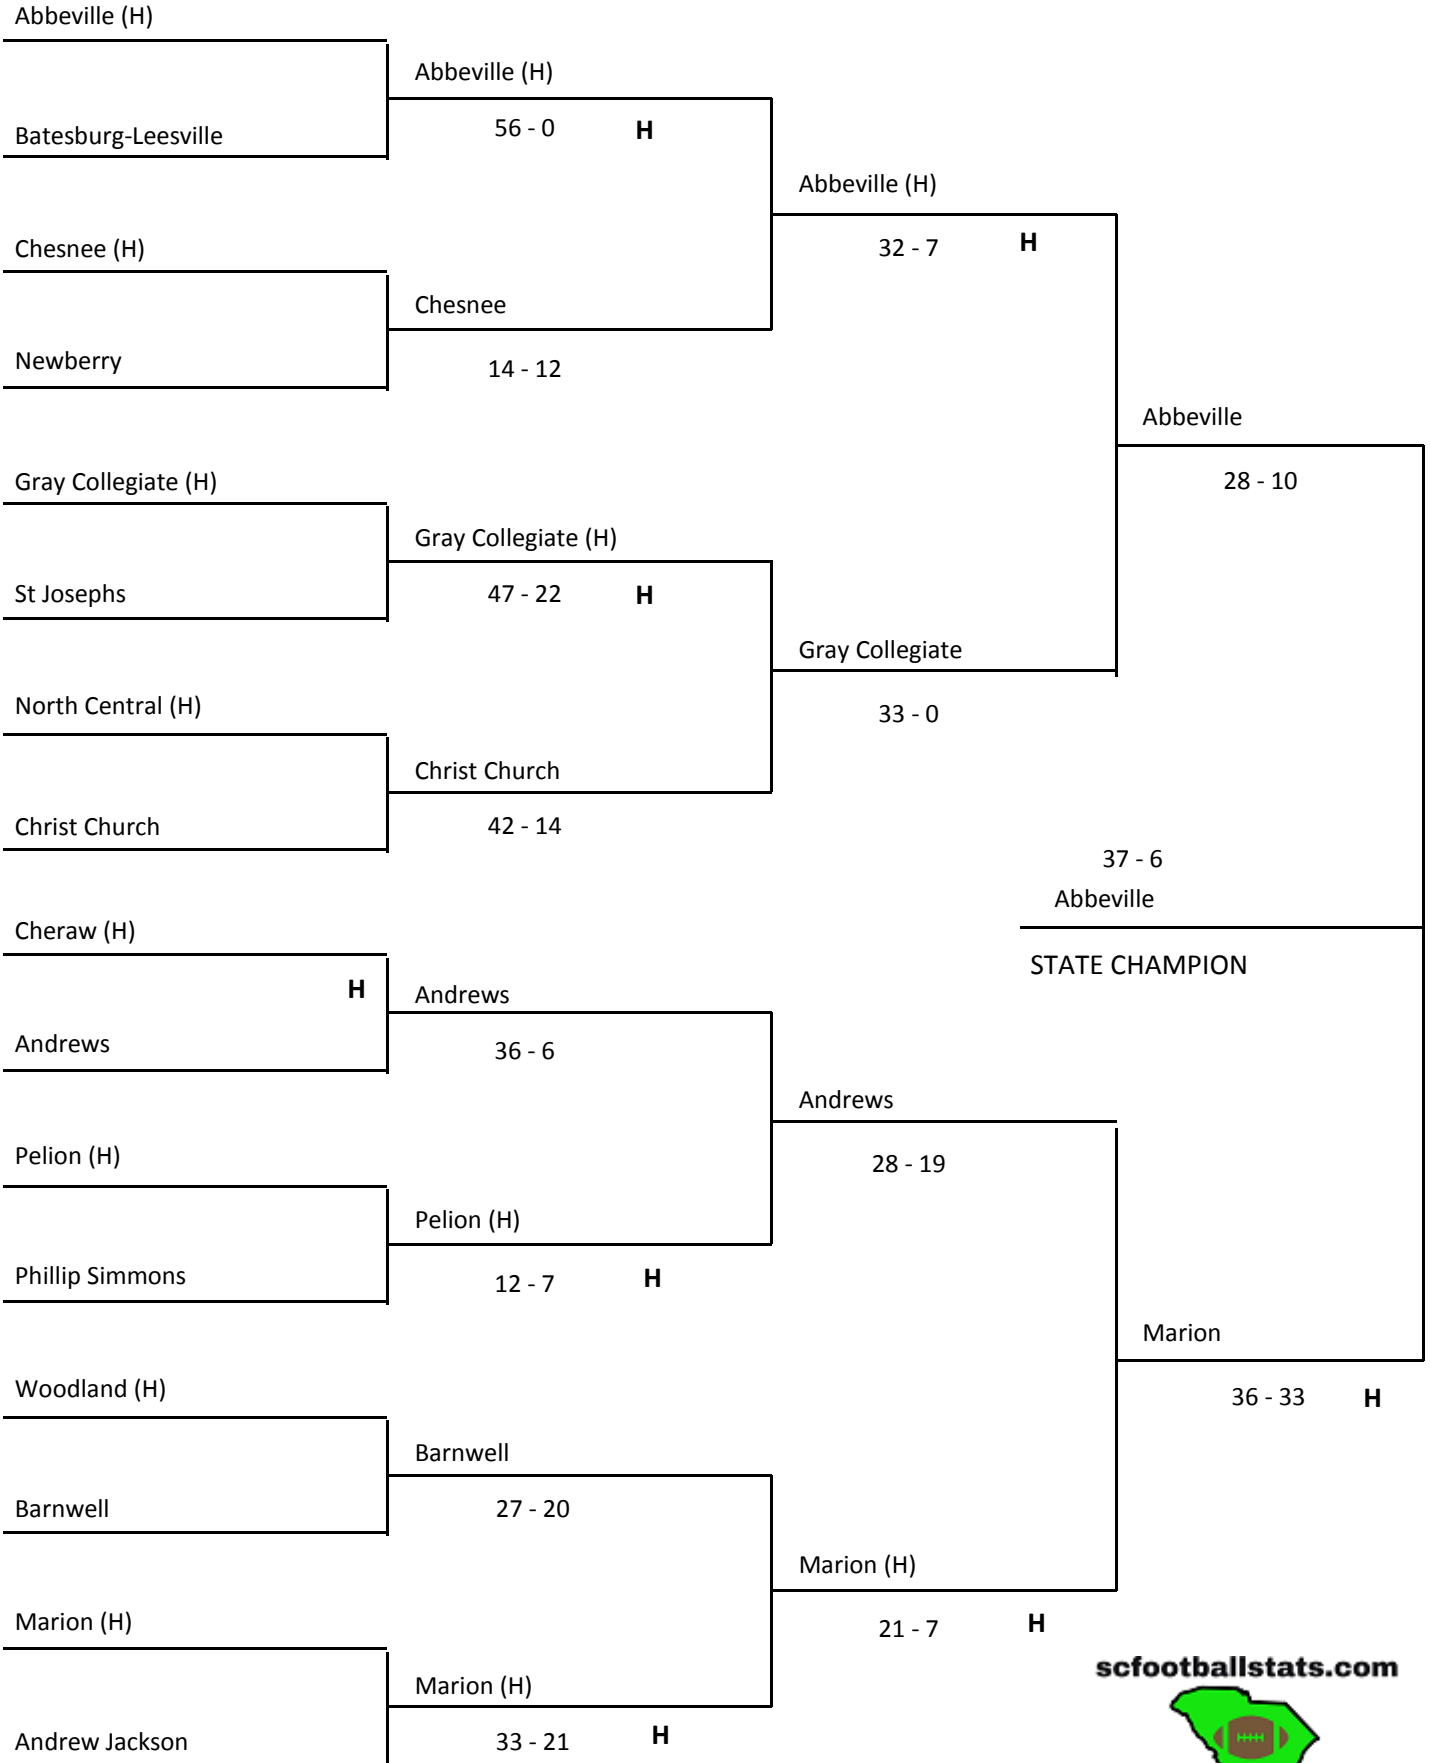 Abbeville (H)
Abbeville (H)
56 - 0 H
Batesburg-Leesville
Abbeville (H)
32 - 7 H
Chesnee (H)
Chesnee
14 - 12
Newberry
Abbeville
28 - 10
Gray Collegiate (H)
Gray Collegiate (H)
47 - 22 H
St Josephs
Gray Collegiate
33 - 0
North Central (H)
Christ Church
42 - 14
Christ Church
37 - 6
Abbeville
STATE CHAMPION
Cheraw (H)
H
Andrews
36 - 6
Andrews
Andrews
28 - 19
Pelion (H)
Pelion (H)
12 - 7 H
Phillip Simmons
Marion
36 - 33 H
Woodland (H)
Barnwell
27 - 20
Barnwell
Marion (H)
21 - 7 H
Marion (H)
Marion (H)
33 - 21 H
Andrew Jackson
scfootballstats.com